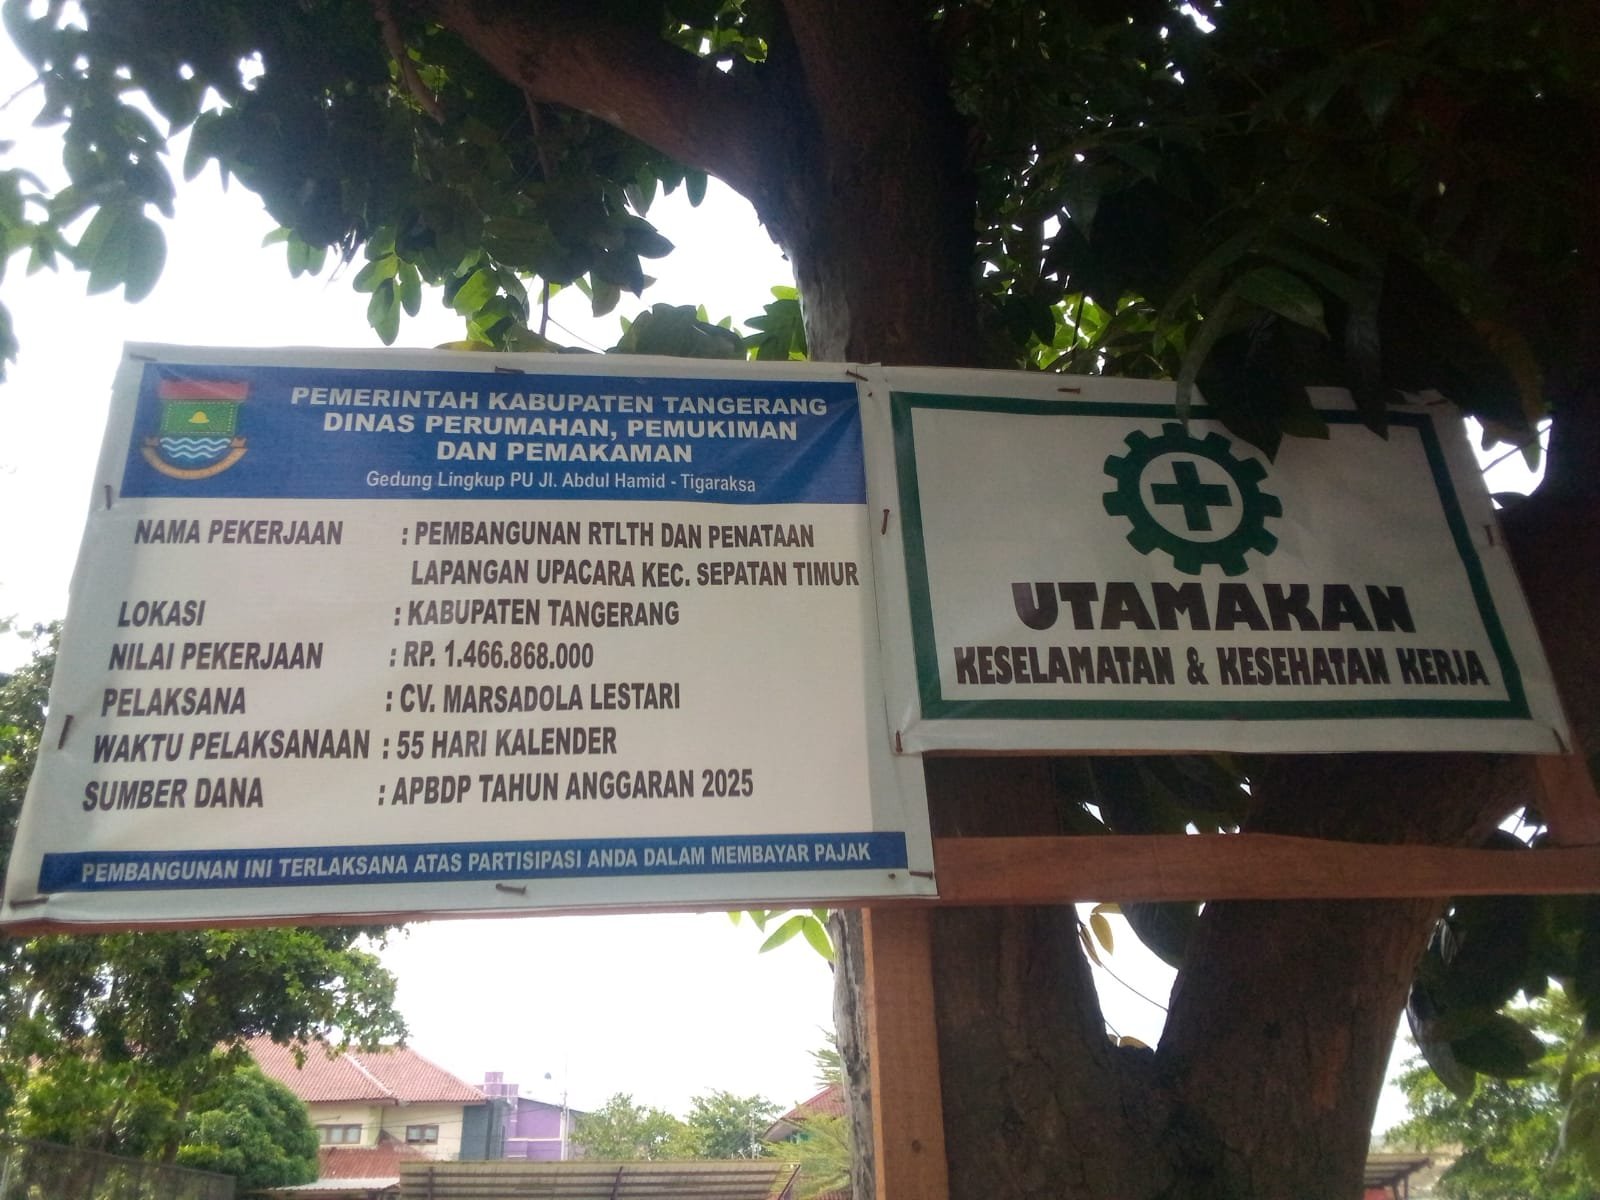 PEMERINTAH KABUPATEN TANGERANG
DINAS PERUMAHAN, PEMUKIMAN
DAN PEMAKAMAN
Gedung Lingkup PU Jl. Abdul Hamid - Tigaraksa
NAMA PEKERJAAN : PEMBANGUNAN RTLTH DAN PENATAAN
LAPANGAN UPACARA KEC. SEPATAN TIMUR
LOKASI : KABUPATEN TANGERANG
NILAI PEKERJAAN : RP. 1.466.868.000
PELAKSANA : CV. MARSADOLA LESTARI
WAKTU PELAKSANAAN : 55 HARI KALENDER
SUMBER DANA : APBDP TAHUN ANGGARAN 2025
PEMBANGUNAN INI TERLAKSANA ATAS PARTISIPASI ANDA DALAM MEMBAYAR PAJAK
UTAMAKAN
KESELAMATAN & KESEHATAN KERJA